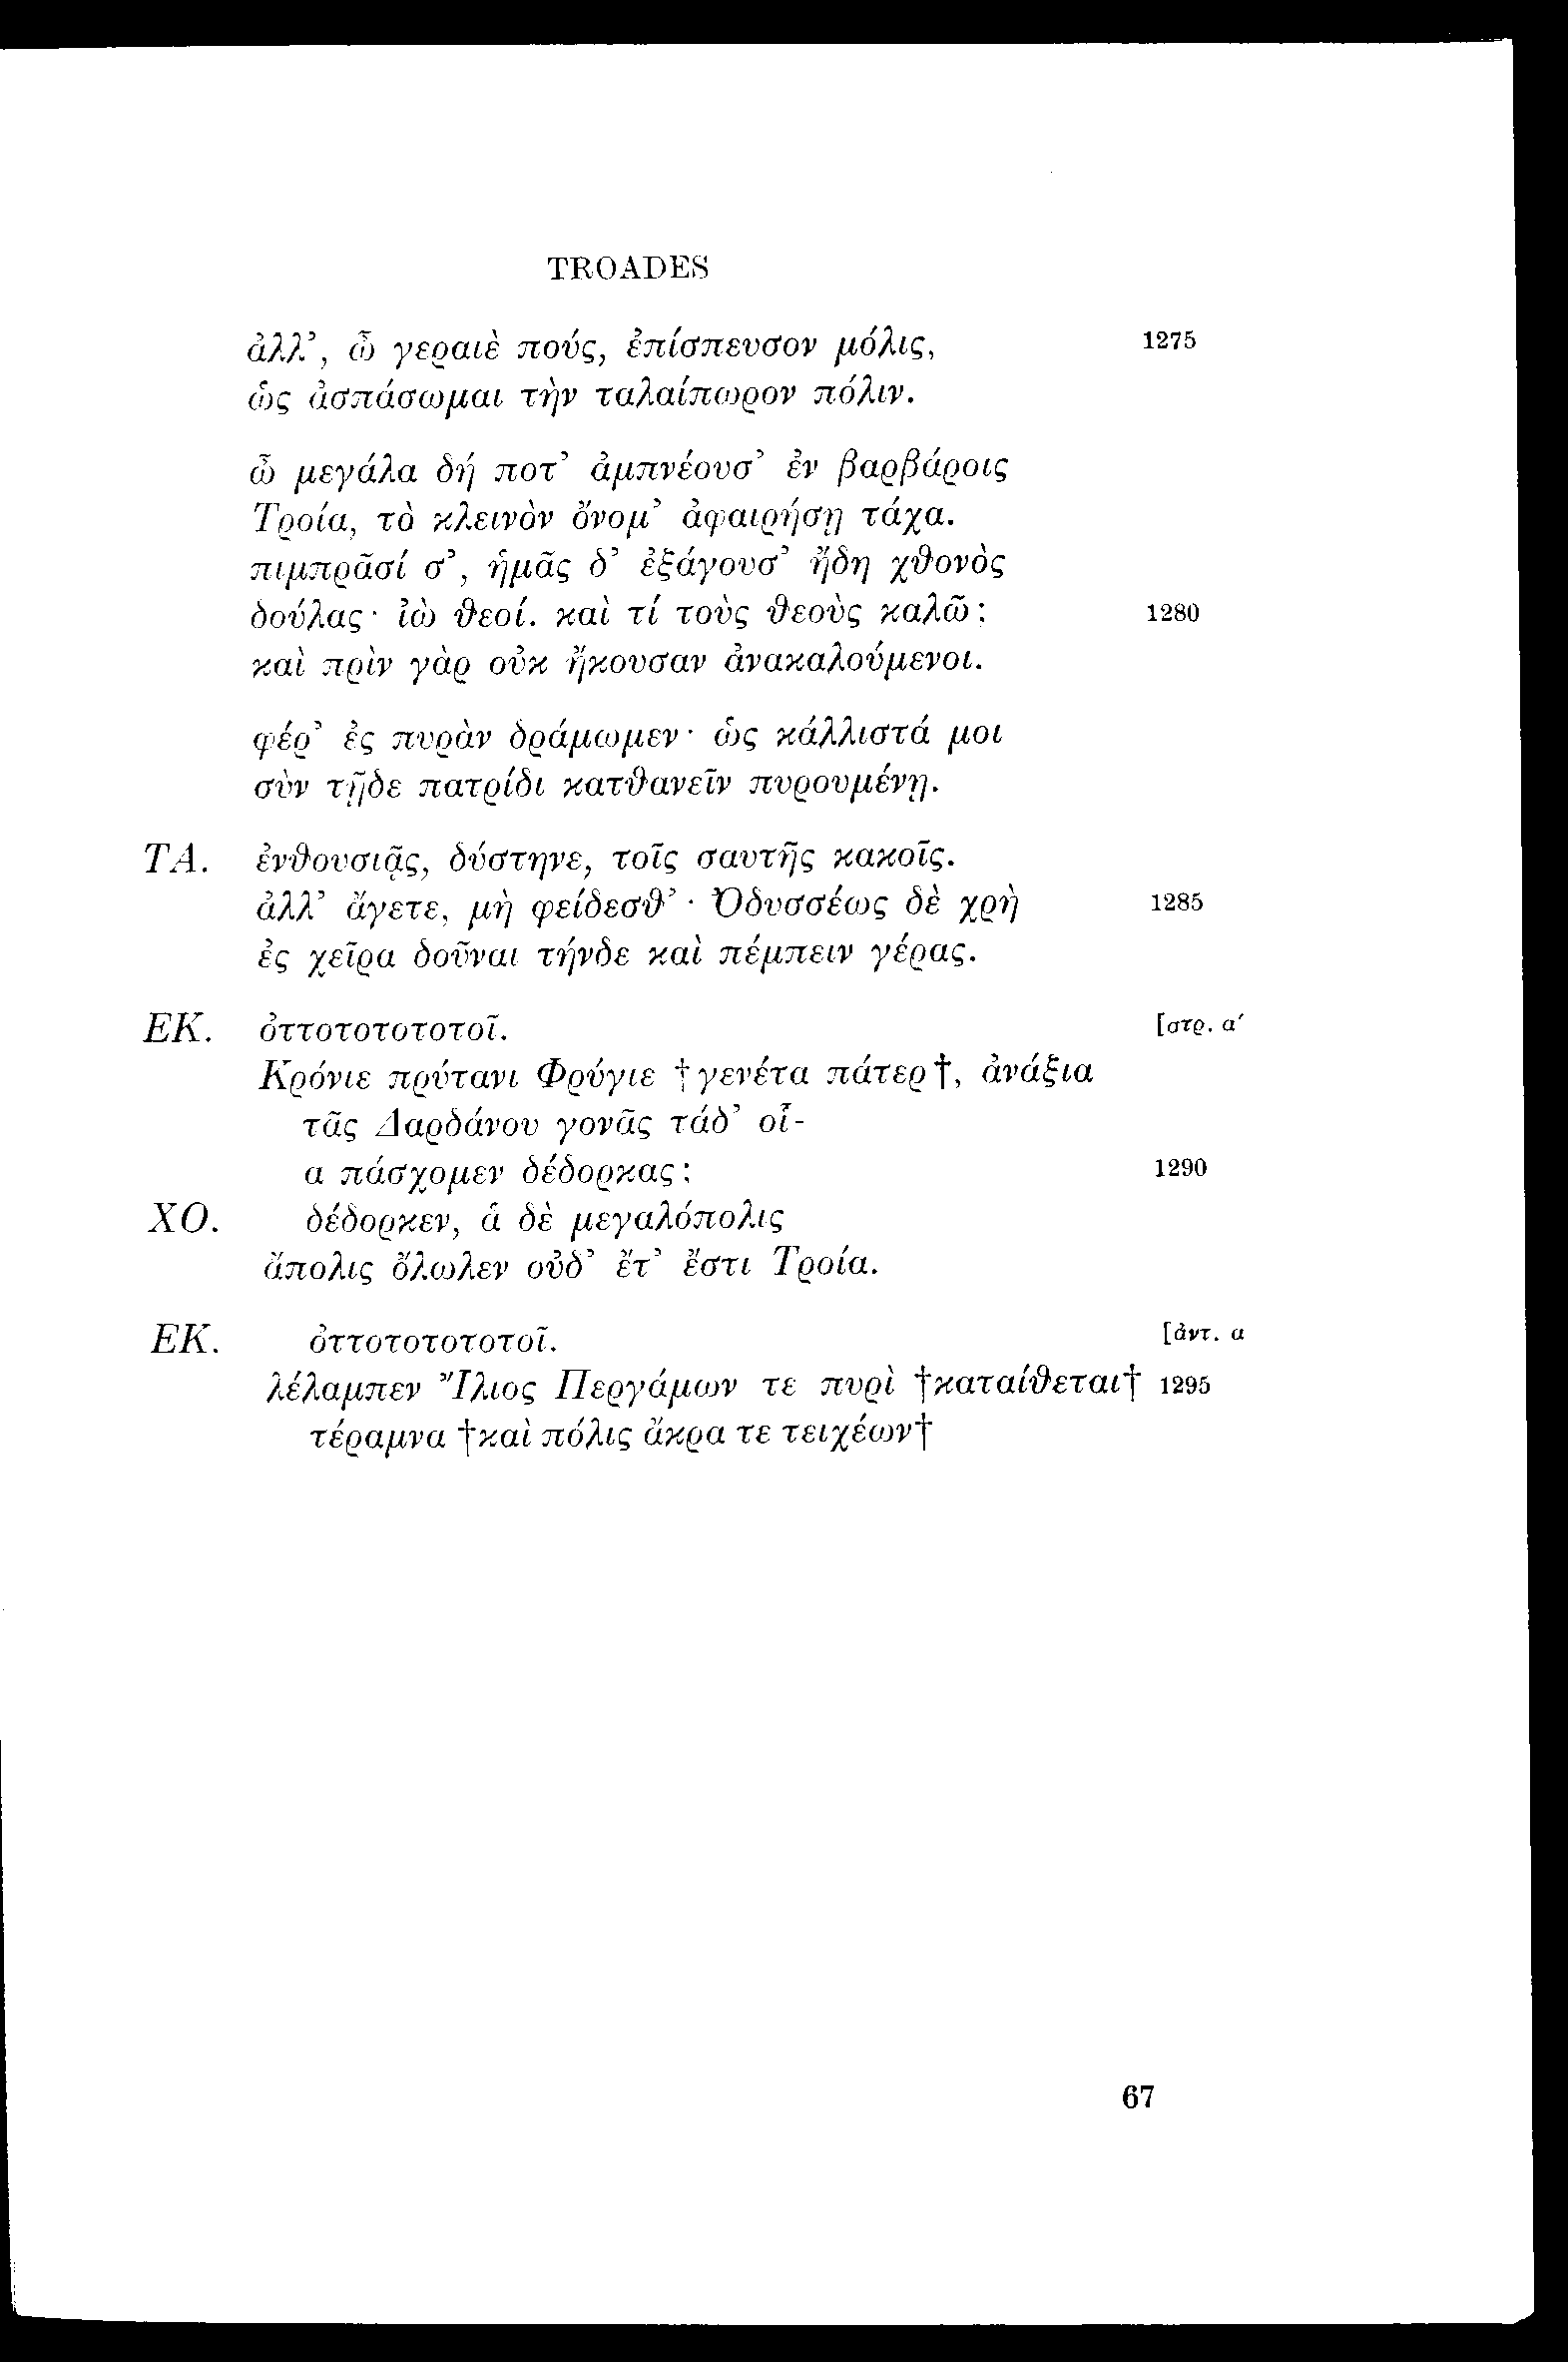 TROADES
ἀλλ’, ὦ γεραιὲ πούς, ἐπίσπευσον μόλις, 1275
ὡς ἀσπάσωμαι τὴν ταλαίπωρον πόλιν.
ὦ μεγάλα δή ποτ’ ἀμπνέουσ’ ἐν βαρβάροις
Τροία, τὸ κλεινὸν ὄνομ’ ἀφαιρήσῃ τάχα.
πιμπρᾶσί σ’, ἡμᾶς δ’ ἐξάγουσ’ ἤδη χθονὸς
δούλας· ἰὼ θεοί. καὶ τί τοὺς θεοὺς καλῶ; 1280
καὶ πρὶν γὰρ οὐκ ἤκουσαν ἀνακαλούμενοι.
φέρ’ ἐς πυρὰν δράμωμεν· ὡς κάλλιστά μοι
σὺν τῇδε πατρίδι κατθανεῖν πυρουμένῃ.
ΤΑ. ἐνθουσιᾷς, δύστηνε, τοῖς σαυτῆς κακοῖς.
ἀλλ’ ἄγετε, μὴ φείδεσθ’· Ὀδυσσέως δὲ χρὴ 1285
ἐς χεῖρα δοῦναι τήνδε καὶ πέμπειν γέρας.
ΕΚ. ὀττοτοτοτοτοῖ. [στρ. α′
Κρόνιε πρύτανι Φρύγιε †γενέτα πάτερ†, ἀνάξια
τᾶς Δαρδάνου γονᾶς τάδ’ οἷ-
α πάσχομεν δέδορκας; 1290
ΧΟ. δέδορκεν, ἁ δὲ μεγαλόπολις
ἄπολις ὄλωλεν οὐδ’ ἔτ’ ἔστι Τροία.
ΕΚ. ὀττοτοτοτοτοῖ. [ἀντ. α
λέλαμπεν Ἴλιος Περγάμων τε πυρὶ †καταίθεται† 1295
τέραμνα †καὶ πόλις ἄκρα τε τειχέων†
67